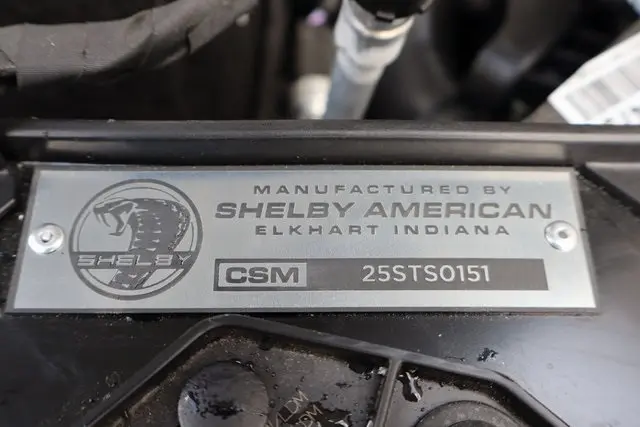 MANUFACTURED BY
SHELBY AMERICAN
ELKHART INDIANA
SHELBY
CSM 25STS0151